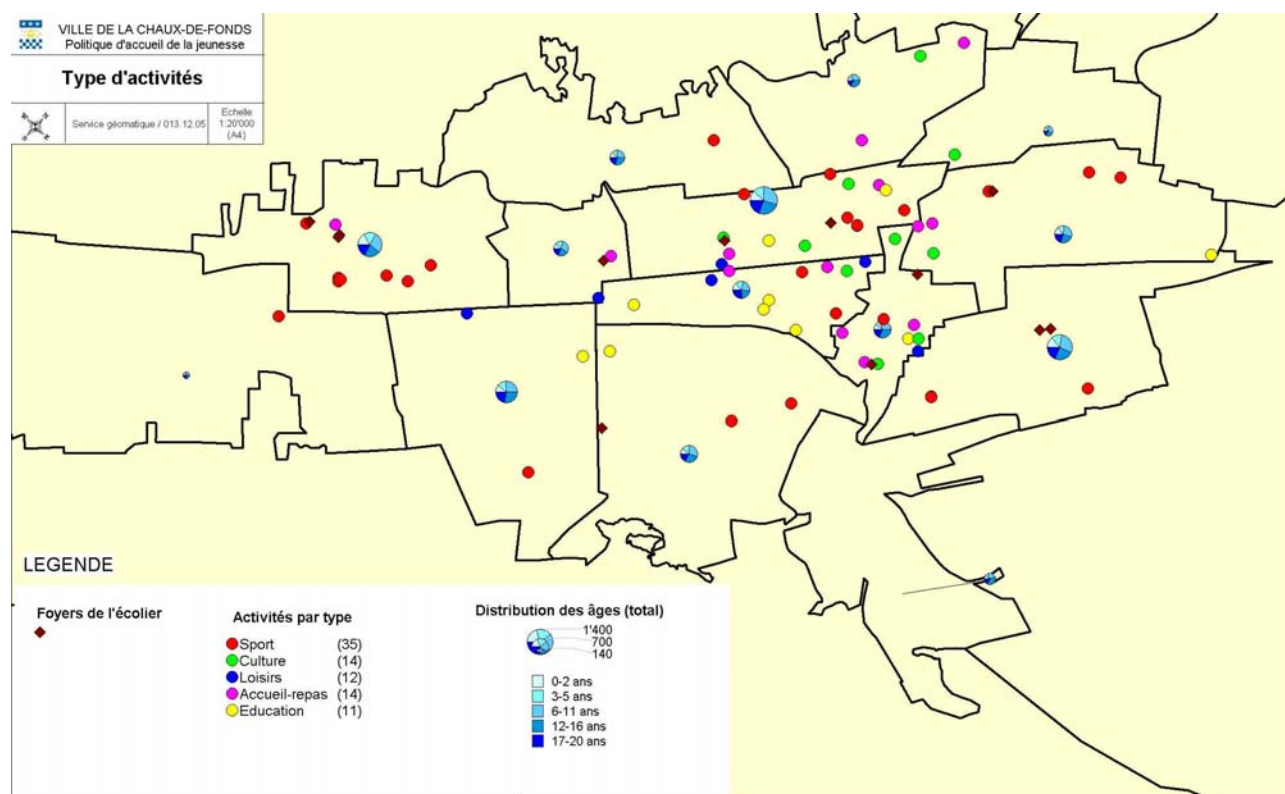 VILLE DE LA CHAUX-DE-FONDS
Politique d'accueil de la jeunesse
Type d'activités
Service géomatique / 013.12.05
Echelle
1:20'000
(A4)
LEGENDE
Foyers de l'écolier
Activités par type
Sport (35)
Culture (14)
Loisirs (12)
Accueil-repas (14)
Education (11)
Distribution des âges (total)
1'400
700
140
0-2 ans
3-5 ans
6-11 ans
12-16 ans
17-20 ans